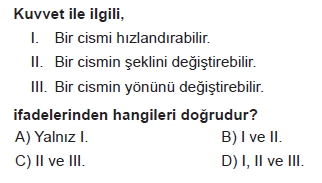 Kuvvet ile ilgili,
I. Bir cismi hızlandırabilir.
II. Bir cismin şeklini değiştirebilir.
III. Bir cismin yönünü değiştirebilir.
ifadelerinden hangileri doğrudur?
A) Yalnız I. B) I ve II.
C) II ve III. D) I, II ve III.